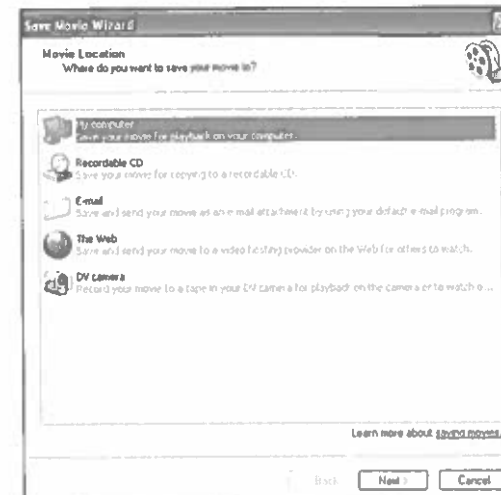 Save Movie Wizard
Movie Location
Where do you want to save your movie in?
My computer
Save your movie for playback on your computer.
Recordable CD
Save your movie for copying to a recordable CD.
E-mail
Save and send your movie as an e-mail attachment by using your default e-mail program.
The Web
Save and send your movie to a video hosting provider on the Web for others to watch.
DV camera
Record your movie to a tape in your DV camera for playback on the camera or to watch o...
Learn more about saving movies.
Back
Next >
Cancel